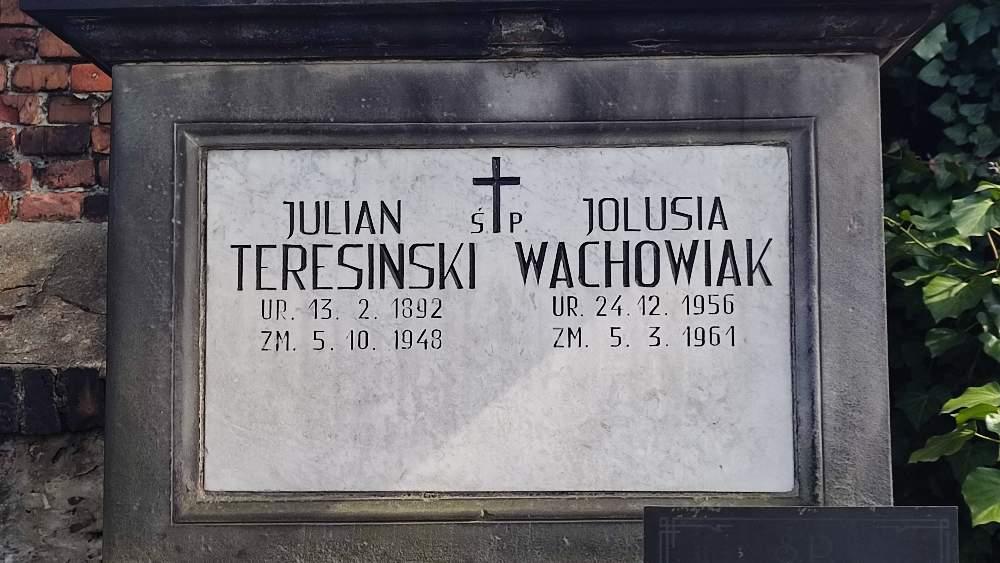 JULIAN Ś P JOLUSIA
TERESINSKI WACHOWIAK
UR. 13. 2. 1892 UR. 24. 12. 1956
ZM. 5. 10. 1948 ZM. 5. 3. 1961
Ś P